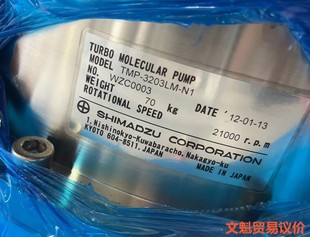 TURBO MOLECULAR PUMP
MODEL TMP-3203LM-N1
NO. WZC0003
WEIGHT 70 kg DATE '12-01-13
ROTATIONAL SPEED 21000 r.p.m
SHIMADZU CORPORATION
1.Nishinokyo-Kuwabaracho,Nakagyo-ku
KYOTO 604-8511.JAPAN
MADE IN JAPAN
文魁贸易议价